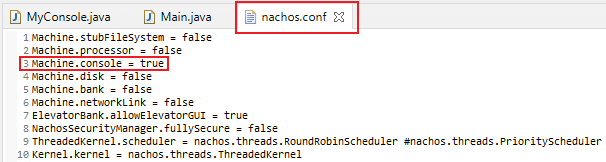 MyConsole.java Main.java nachos.conf
1 Machine.stubFileSystem = false
2 Machine.processor = false
3 Machine.console = true
4 Machine.disk = false
5 Machine.bank = false
6 Machine.networkLink = false
7 ElevatorBank.allowElevatorGUI = true
8 NachosSecurityManager.fullySecure = false
9 ThreadedKernel.scheduler = nachos.threads.RoundRobinScheduler #nachos.threads.PriorityScheduler
10 Kernel.kernel = nachos.threads.ThreadedKernel